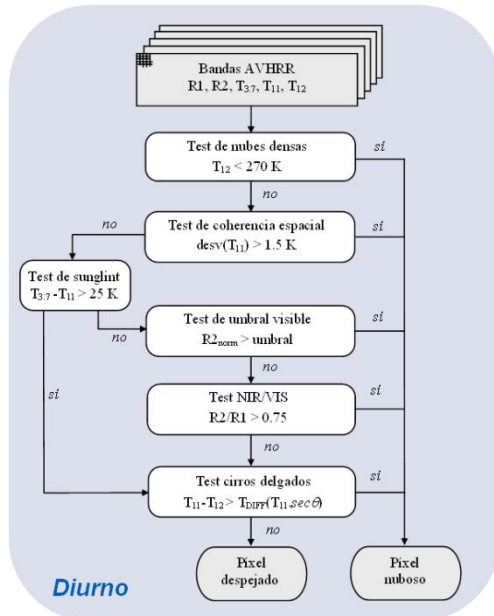 Bandas AVHRR
R1, R2, T3.7, T11, T12
Test de nubes densas
T12 < 270 K
sí
no
Test de coherencia espacial
desv(T11) > 1.5 K
sí
no
Test de sunglint
T3.7 -T11 > 25 K
no
sí
Test de umbral visible
R2norm > umbral
sí
no
Test NIR/VIS
R2/R1 > 0.75
sí
no
Test cirros delgados
T11-T12 > TDIFF(T11,secθ)
sí
no
Píxel
despejado
Píxel
nuboso
Diurno